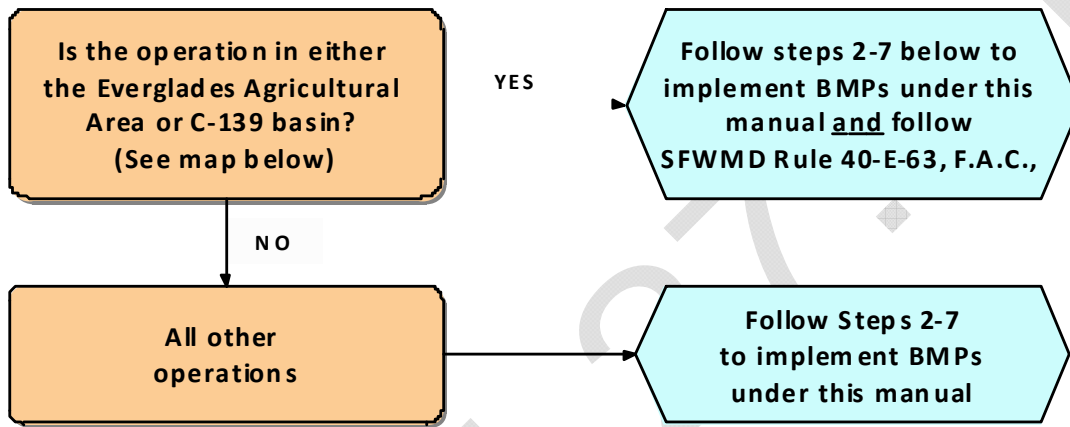 Is the operation in either
the Everglades Agricultural
Area or C-139 basin?
(See map below)
YES
Follow steps 2-7 below to
implement BMPs under this
manual and follow
SFWMD Rule 40-E-63, F.A.C.,
NO
All other
operations
Follow Steps 2-7
to implement BMPs
under this manual